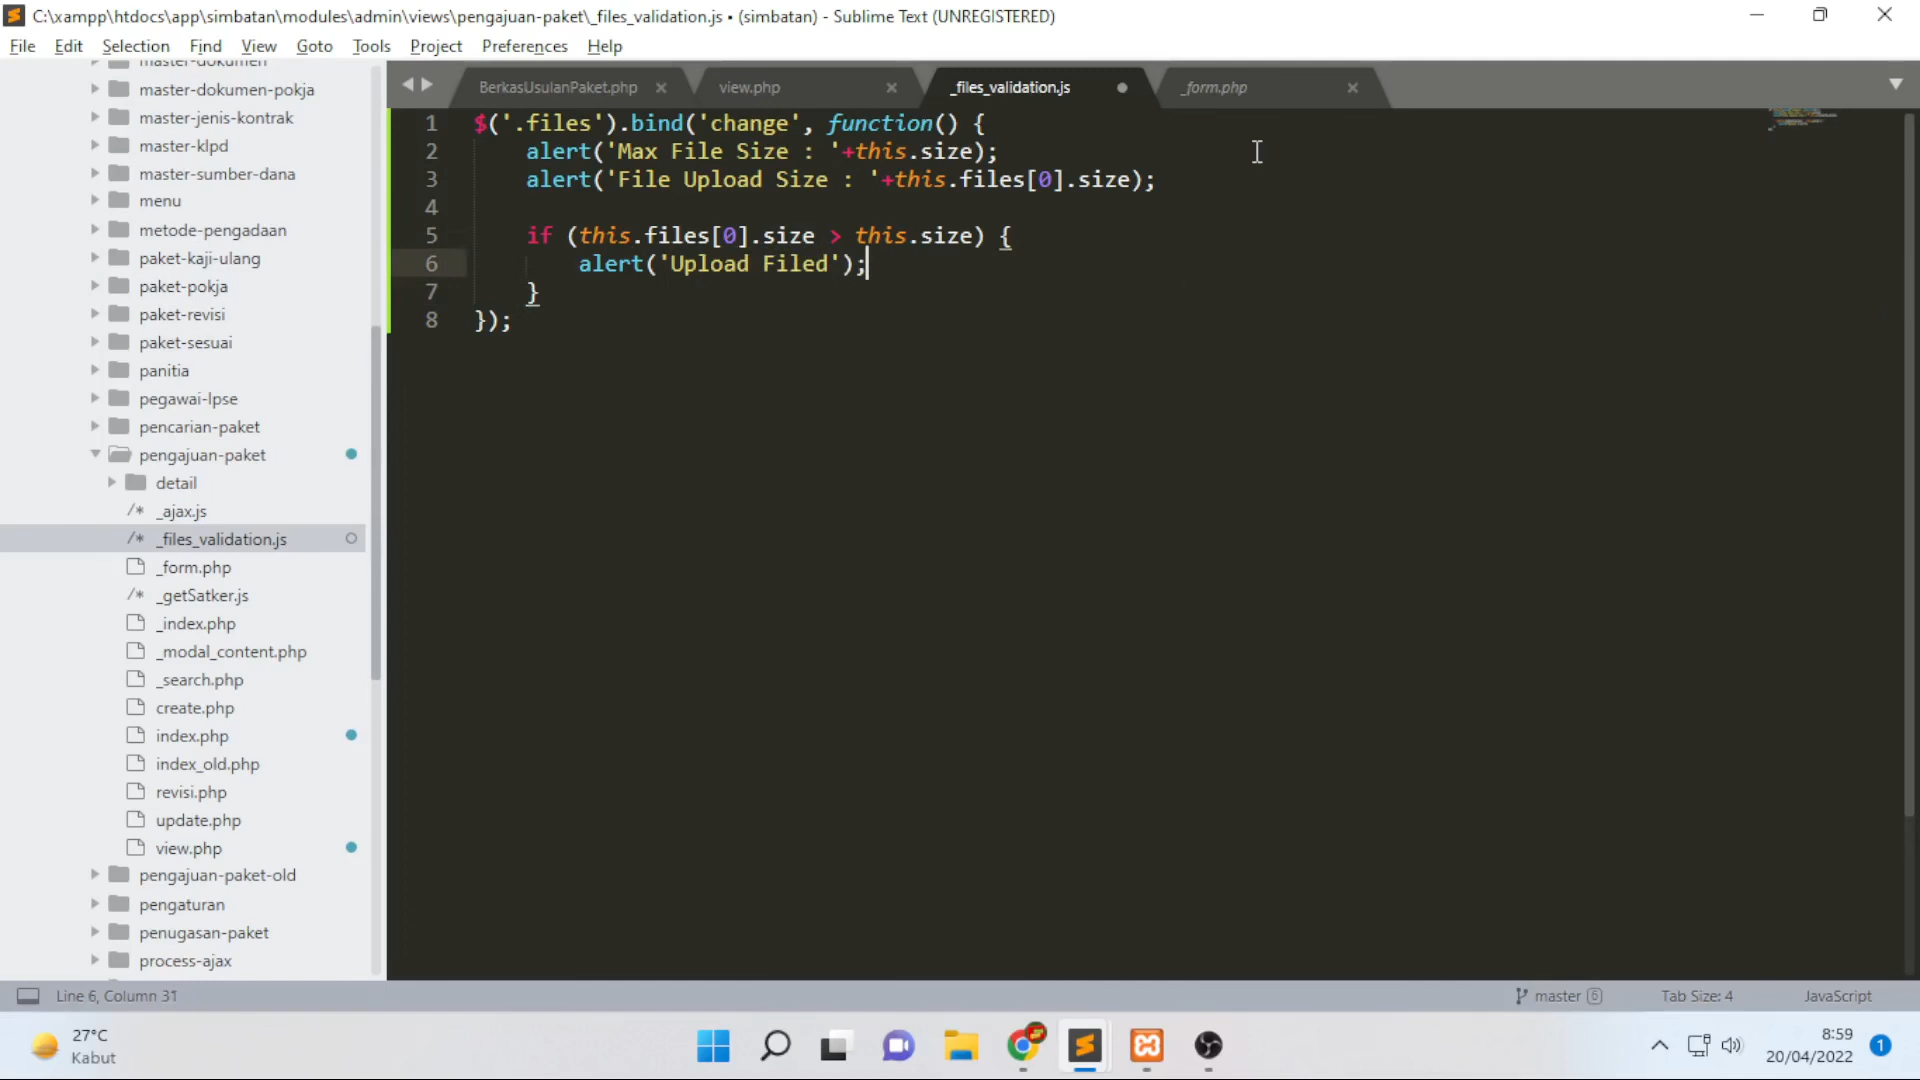 C:\xampp\htdocs\app\simbatan\modules\admin\views\pengajuan-paket\_files_validation.js • (simbatan) - Sublime Text (UNREGISTERED)
File Edit Selection Find View Goto Tools Project Preferences Help
master-dokumen
master-dokumen-pokja
master-jenis-kontrak
master-klpd
master-sumber-dana
menu
metode-pengadaan
paket-kaji-ulang
paket-pokja
paket-revisi
paket-sesuai
panitia
pegawai-lpse
pencarian-paket
pengajuan-paket
detail
/* _ajax.js
/* _files_validation.js
_form.php
/* _getSatker.js
_index.php
_modal_content.php
_search.php
create.php
index.php
index_old.php
revisi.php
update.php
view.php
pengajuan-paket-old
pengaturan
penugasan-paket
process-ajax
BerkasUsulanPaket.php view.php _files_validation.js _form.php
1 $('.files').bind('change', function() {
2 alert('Max File Size : '+this.size);
3 alert('File Upload Size : '+this.files[0].size);
4
5 if (this.files[0].size > this.size) {
6 alert('Upload Filed');
7 }
8 });
Line 6, Column 31 master 6 Tab Size: 4 JavaScript
27°C
Kabut
8:59
20/04/2022
1